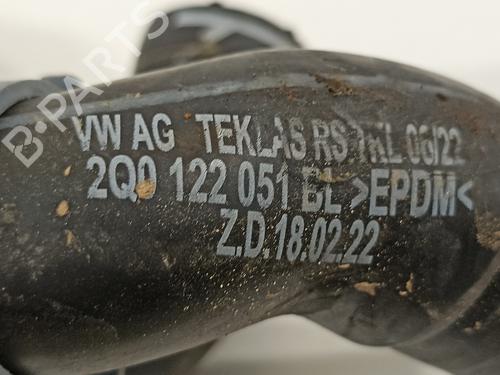 B-PARTS
VW AG TEKLAS RS 06/22
2Q0 122 051 BL >EPDM<
Z.D. 18.02.22